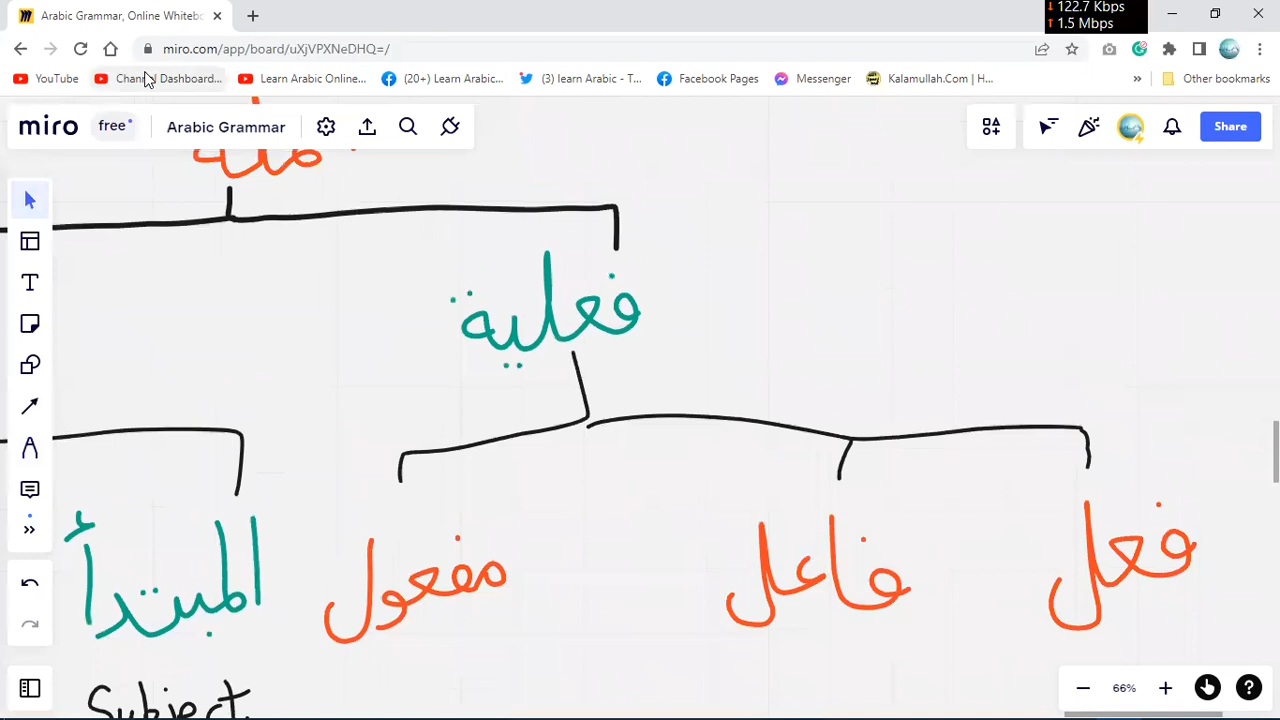 Arabic Grammar, Online Whitebo
↓ 122.7 Kbps
↑ 1.5 Mbps
miro.com/app/board/uXjVPXNeDHQ=/
YouTube
Channel Dashboard...
Learn Arabic Online...
(20+) Learn Arabic...
(3) learn Arabic - T...
Facebook Pages
Messenger
Kalamullah.Com | H...
» Other bookmarks
miro free Arabic Grammar
Share
فعلية
فعل فاعل مفعول المبتدأ
Subject
66%